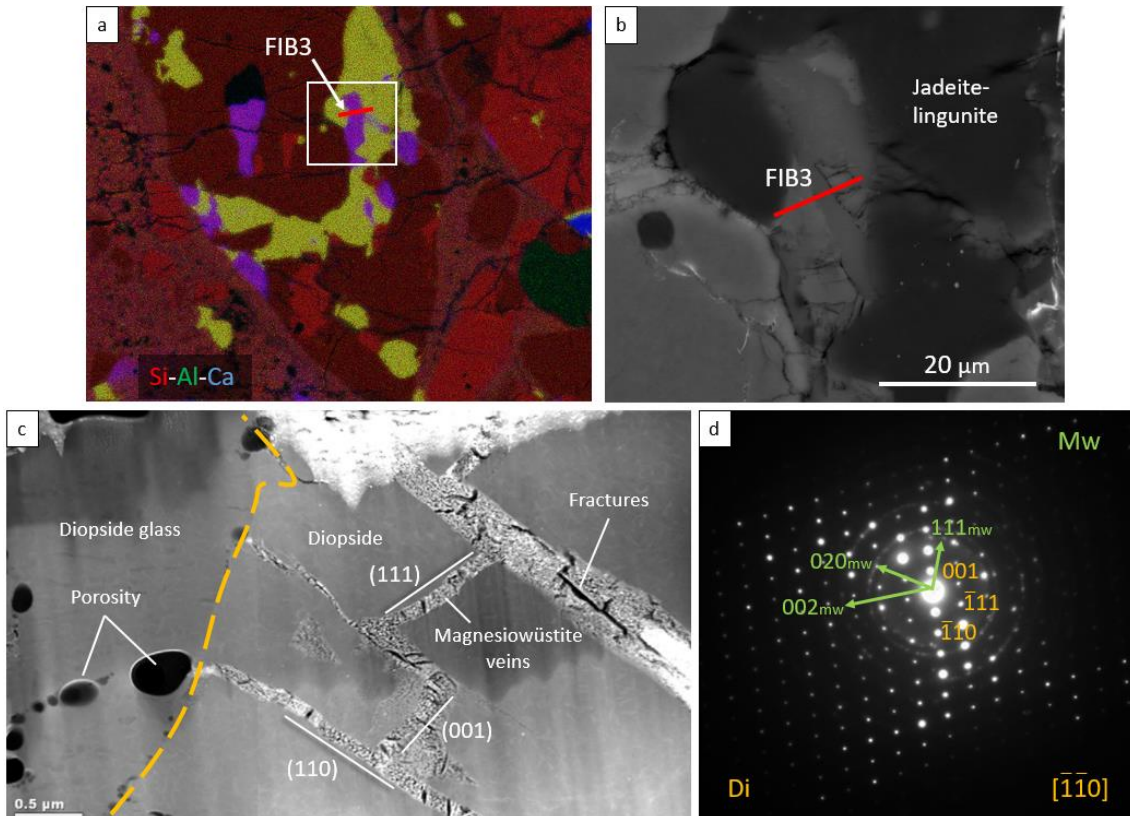 a
FIB3
Si-Al-Ca
b
Jadeite-
lingunite
FIB3
20 µm
c
Diopside glass
Porosity
Diopside
(111)
Fractures
Magnesiowüstite
veins
(001)
(110)
0.5 µm
d
Mw
111mw
020mw
001
002mw
1̅11
1̅10
Di
[1̅1̅0]